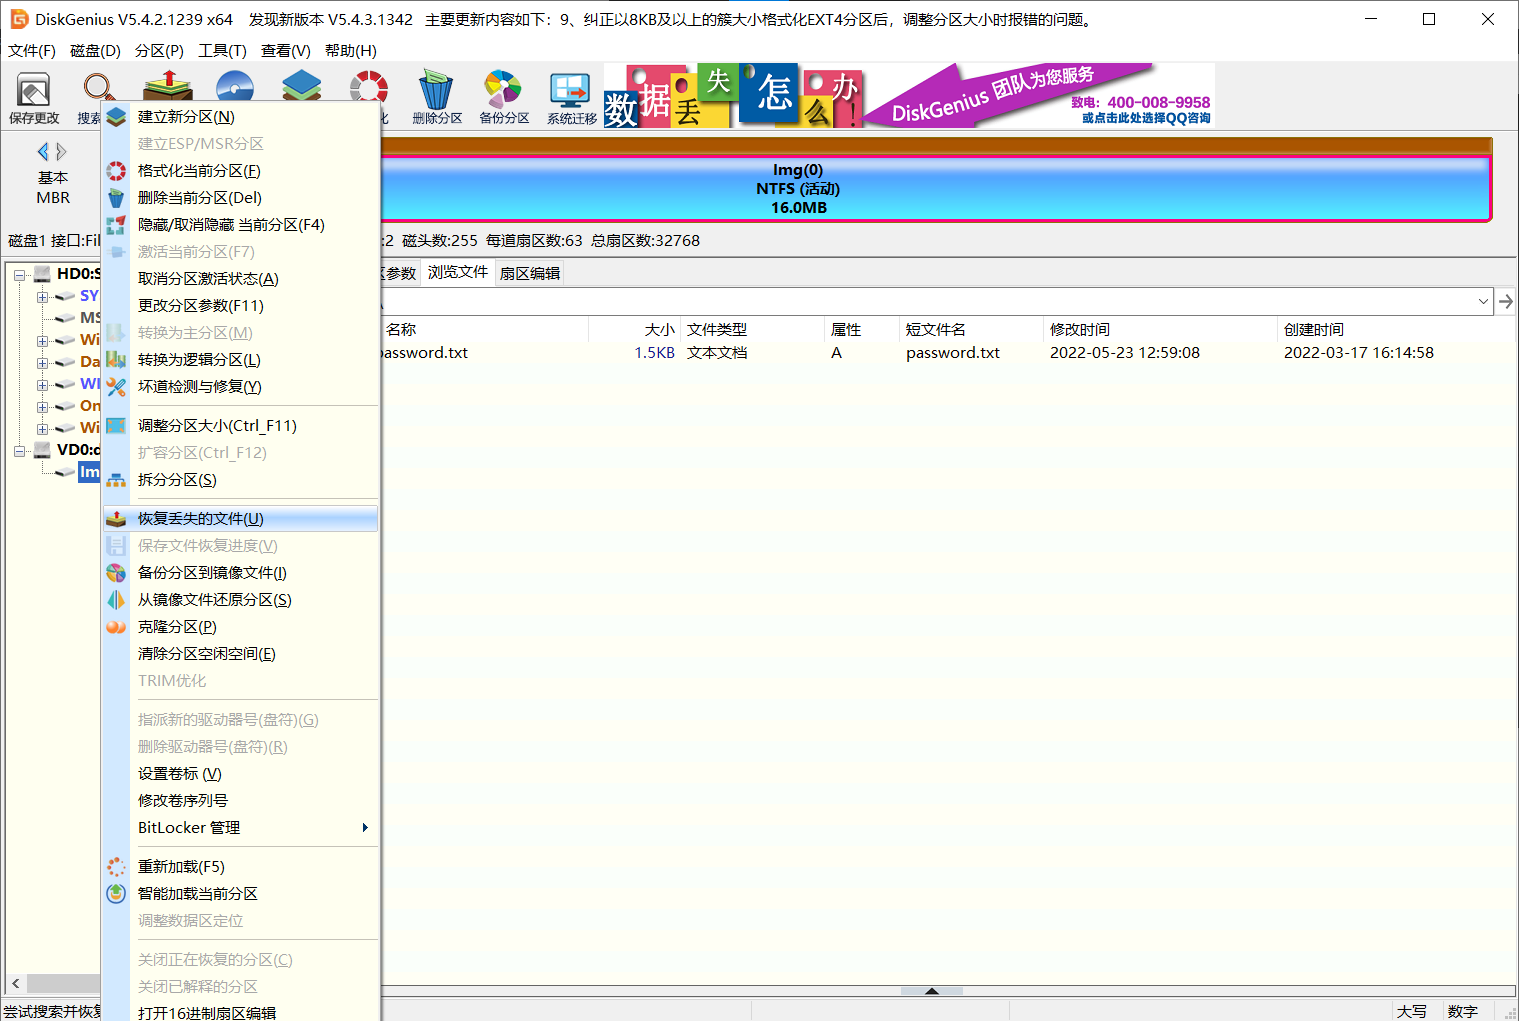 DiskGenius V5.4.2.1239 x64 发现新版本 V5.4.3.1342 主要更新内容如下：9、纠正以8KB及以上的簇大小格式化EXT4分区后，调整分区大小时报错的问题。
文件(F) 磁盘(D) 分区(P) 工具(T) 查看(V) 帮助(H)
保存更改 搜索 删除分区 备份分区 系统迁移
数据丢失怎么办！
DiskGenius 团队为您服务
致电：400-008-9958
或点击此处选择QQ咨询
基本
MBR
Img(0)
NTFS (活动)
16.0MB
磁盘1 接口:Fil
:2 磁头数:255 每道扇区数:63 总扇区数:32768
HD0:S
SY
MS
Wi
Da
WI
On
Wi
VD0:d
Im
区参数 浏览文件 扇区编辑
名称 大小 文件类型 属性 短文件名 修改时间 创建时间
password.txt 1.5KB 文本文档 A password.txt 2022-05-23 12:59:08 2022-03-17 16:14:58
建立新分区(N)
建立ESP/MSR分区
格式化当前分区(F)
删除当前分区(Del)
隐藏/取消隐藏 当前分区(F4)
激活当前分区(F7)
取消分区激活状态(A)
更改分区参数(F11)
转换为主分区(M)
转换为逻辑分区(L)
坏道检测与修复(Y)
调整分区大小(Ctrl_F11)
扩容分区(Ctrl_F12)
拆分分区(S)
恢复丢失的文件(U)
保存文件恢复进度(V)
备份分区到镜像文件(I)
从镜像文件还原分区(S)
克隆分区(P)
清除分区空闲空间(E)
TRIM优化
指派新的驱动器号(盘符)(G)
删除驱动器号(盘符)(R)
设置卷标 (V)
修改卷序列号
BitLocker 管理
重新加载(F5)
智能加载当前分区
调整数据区定位
关闭正在恢复的分区(C)
关闭已解释的分区
打开16进制扇区编辑
尝试搜索并恢复
大写 数字